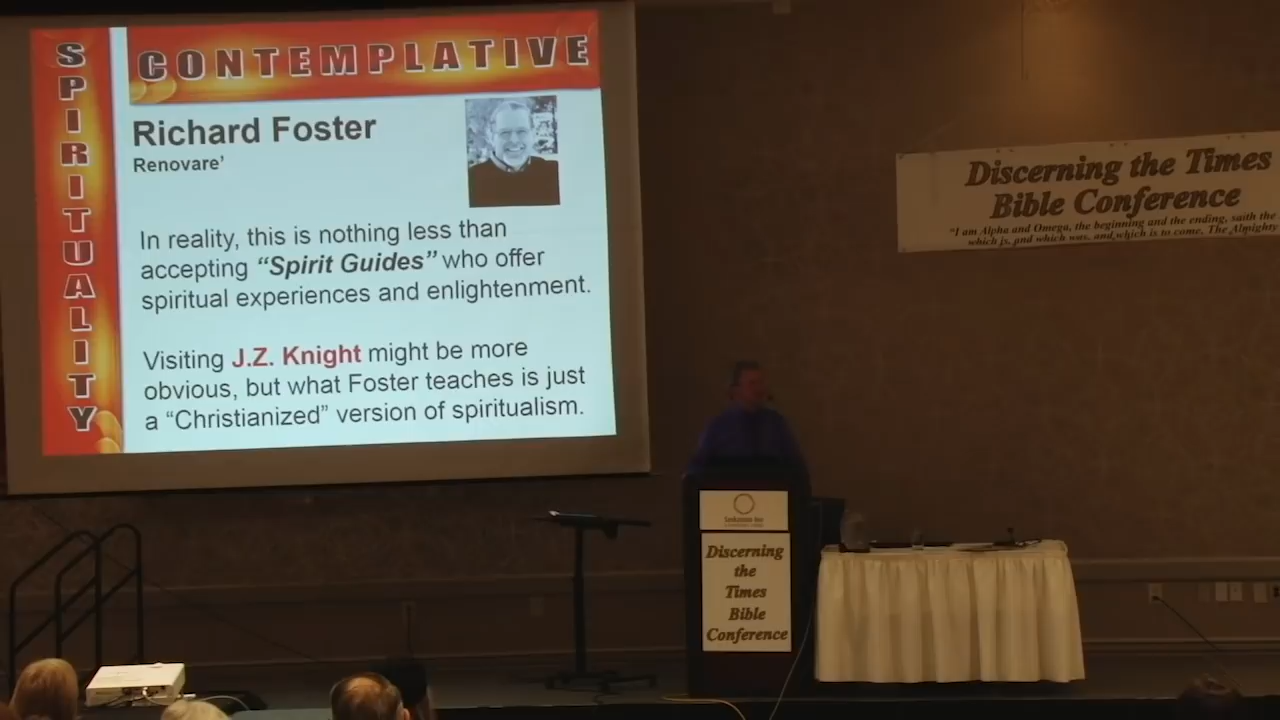 CONTEMPLATIVE
SPIRITUALITY
Richard Foster
Renovare'
In reality, this is nothing less than
accepting “Spirit Guides” who offer
spiritual experiences and enlightenment.
Visiting J.Z. Knight might be more
obvious, but what Foster teaches is just
a “Christianized” version of spiritualism.
Discerning the Times
Bible Conference
“I am Alpha and Omega, the beginning and the ending, saith the
which is, and which was, and which is to come, The Almighty
Discerning
the
Times
Bible
Conference